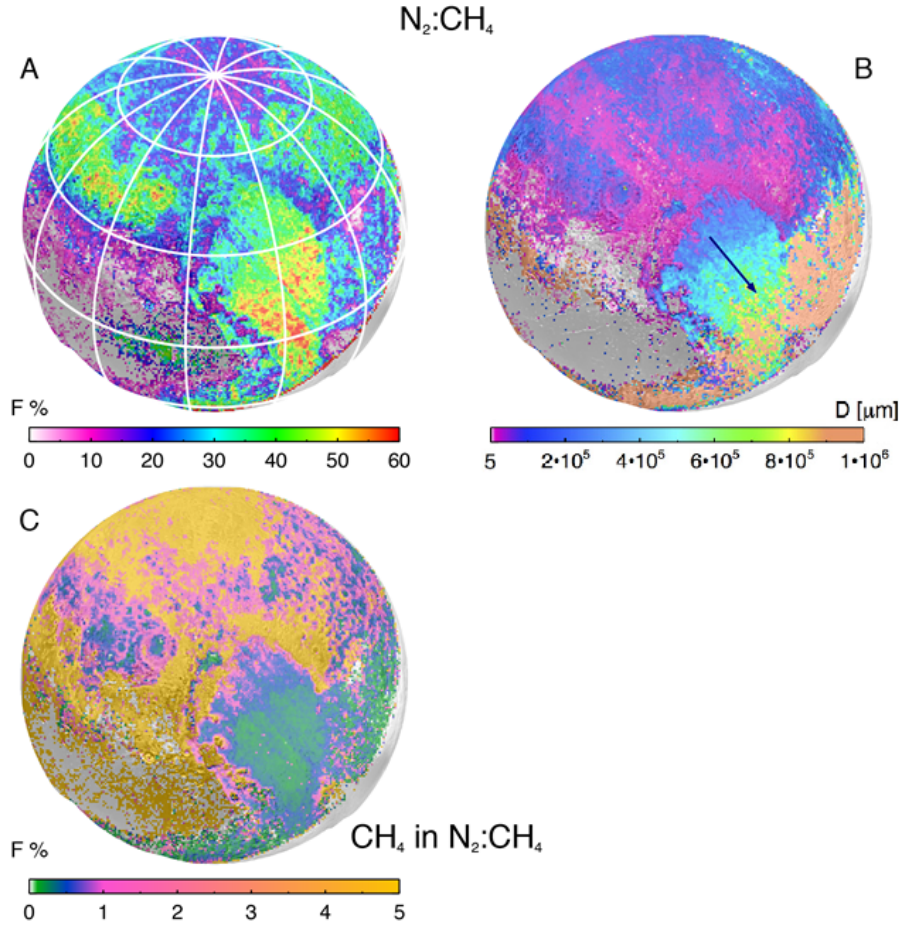 N₂:CH₄
A
B
F %
0 10 20 30 40 50 60
D [μm]
5 2·10⁵ 4·10⁵ 6·10⁵ 8·10⁵ 1·10⁶
C
CH₄ in N₂:CH₄
F %
0 1 2 3 4 5